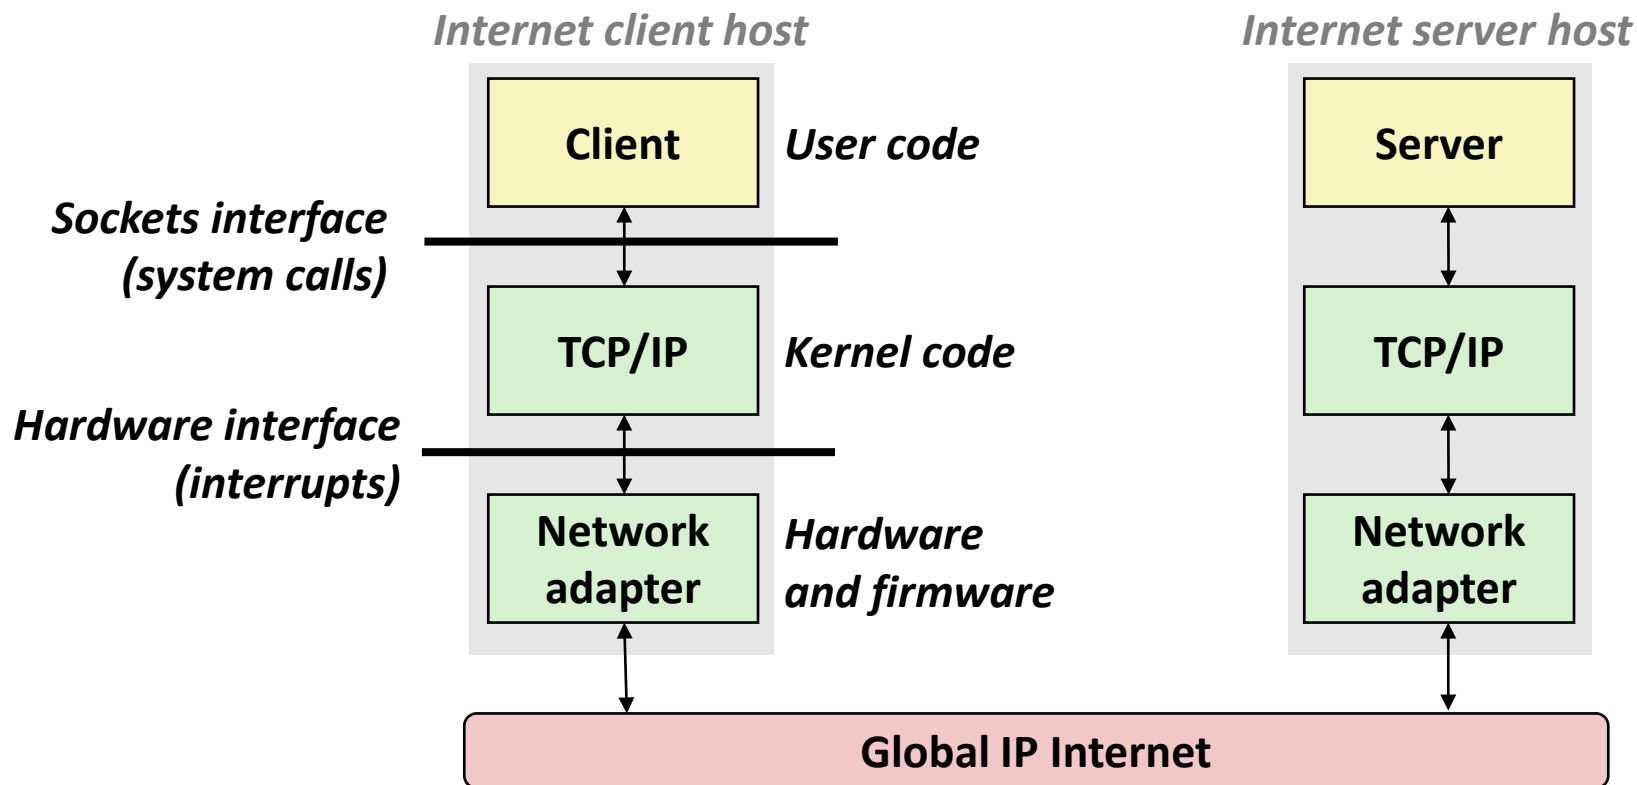 Internet client host
Internet server host
Client
User code
Server
Sockets interface
(system calls)
TCP/IP
Kernel code
TCP/IP
Hardware interface
(interrupts)
Network
adapter
Hardware
and firmware
Network
adapter
Global IP Internet